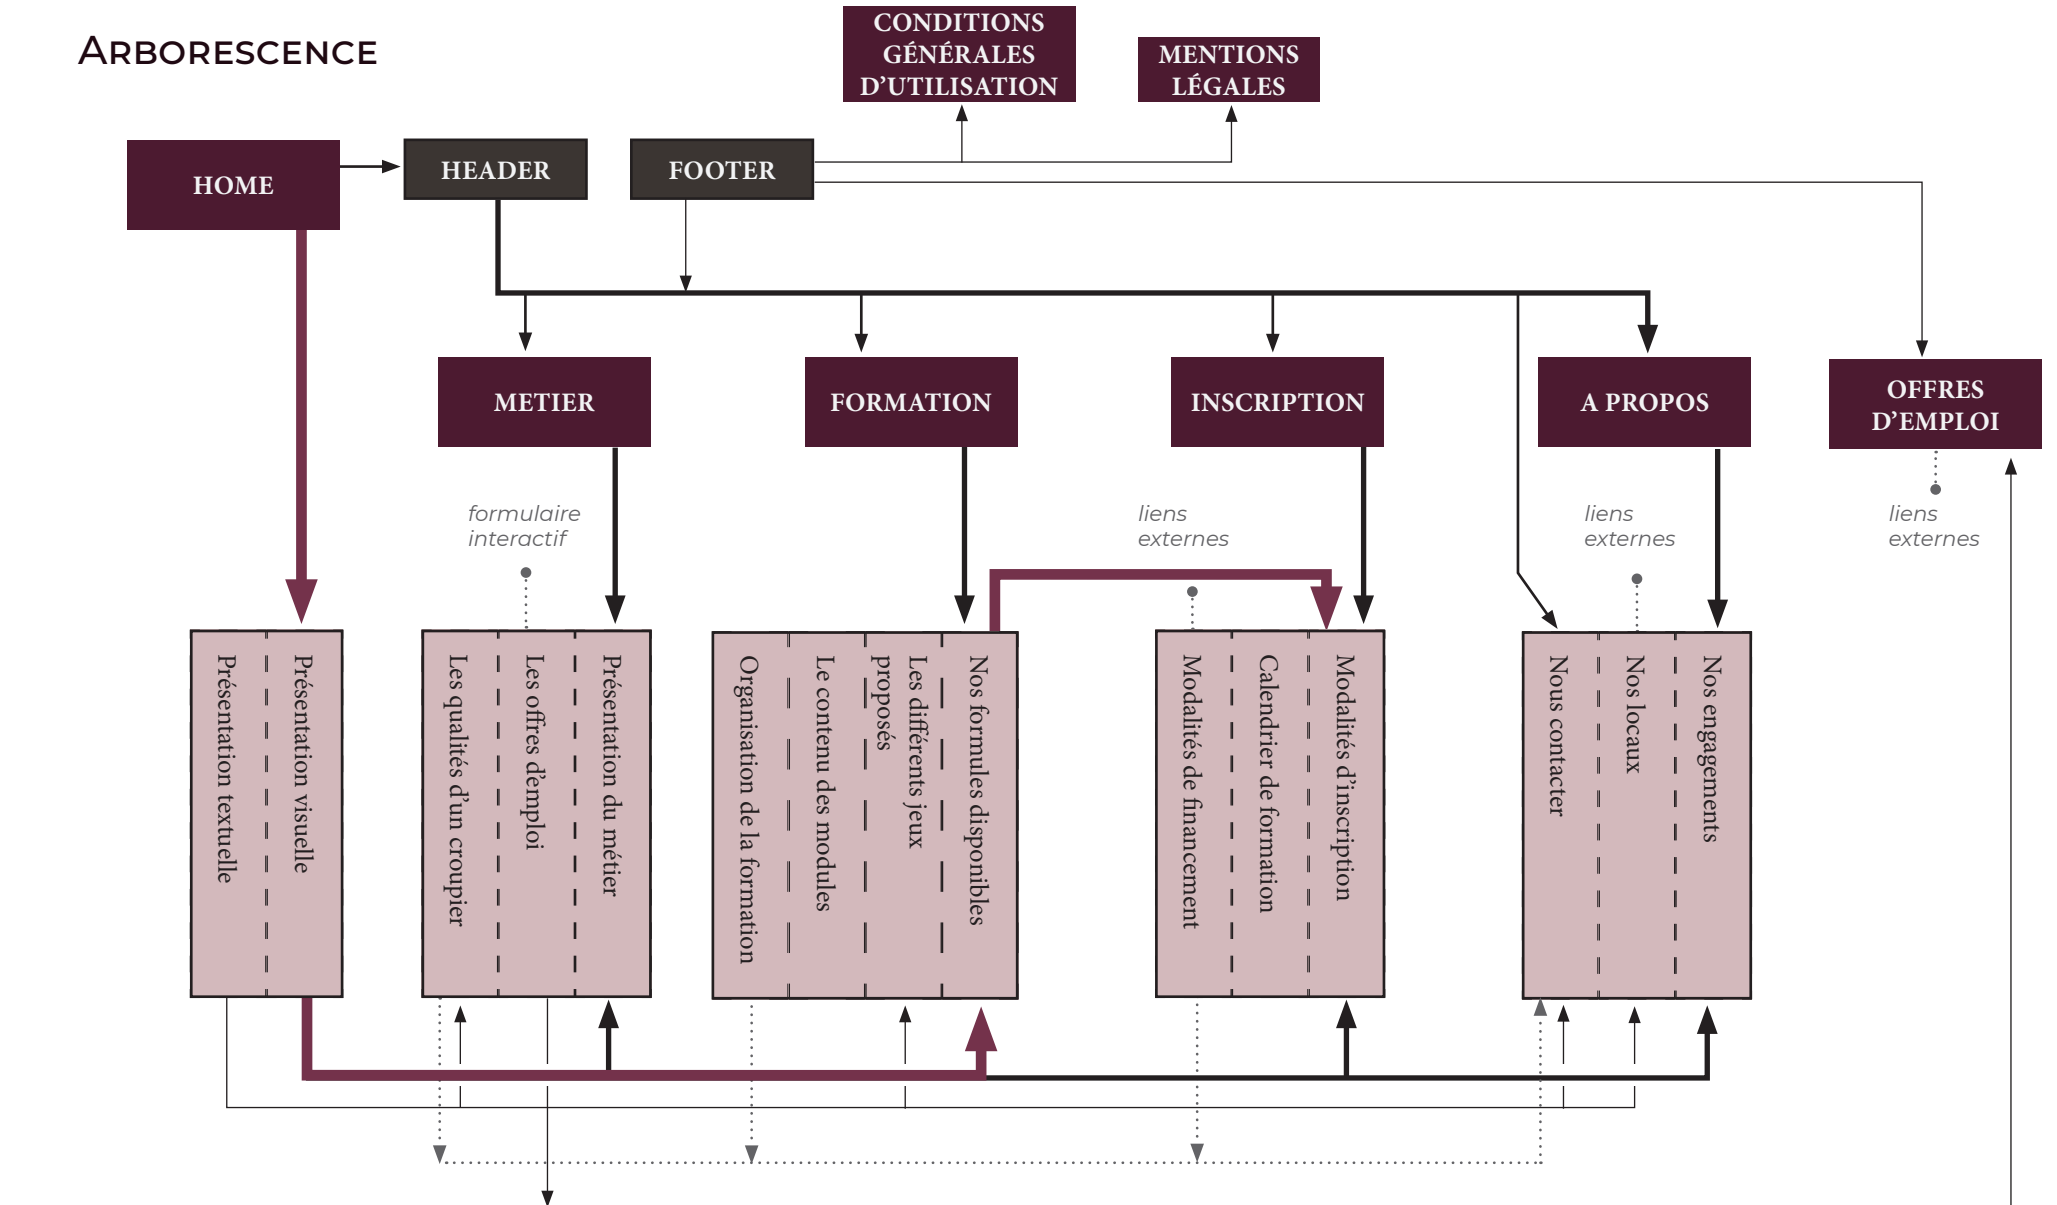 ARBORESCENCE
CONDITIONS
GÉNÉRALES
D’UTILISATION
MENTIONS
LÉGALES
HOME
HEADER
FOOTER
METIER
FORMATION
INSCRIPTION
A PROPOS
OFFRES
D’EMPLOI
formulaire
interactif
liens
externes
liens
externes
liens
externes
Présentation visuelle
Présentation textuelle
Présentation du métier
Les offres d’emploi
Les qualités d’un croupier
Nos formules disponibles
Les différents jeux
proposés
Le contenu des modules
Organisation de la formation
Modalités d’inscription
Calendrier de formation
Modalités de financement
Nos engagements
Nos locaux
Nous contacter